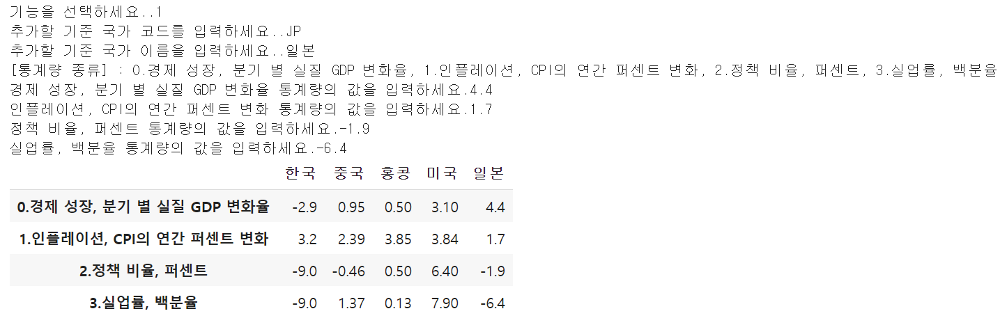 기능을 선택하세요..1
추가할 기준 국가 코드를 입력하세요..JP
추가할 기준 국가 이름을 입력하세요..일본
[통계량 종류] : 0.경제 성장, 분기 별 실질 GDP 변화율, 1.인플레이션, CPI의 연간 퍼센트 변화, 2.정책 비율, 퍼센트, 3.실업률, 백분율
경제 성장, 분기 별 실질 GDP 변화율 통계량의 값을 입력하세요.4.4
인플레이션, CPI의 연간 퍼센트 변화 통계량의 값을 입력하세요.1.7
정책 비율, 퍼센트 통계량의 값을 입력하세요.-1.9
실업률, 백분율 통계량의 값을 입력하세요.-6.4
한국 중국 홍콩 미국 일본
0.경제 성장, 분기 별 실질 GDP 변화율 -2.9 0.95 0.50 3.10 4.4
1.인플레이션, CPI의 연간 퍼센트 변화 3.2 2.39 3.85 3.84 1.7
2.정책 비율, 퍼센트 -9.0 -0.46 0.50 6.40 -1.9
3.실업률, 백분율 -9.0 1.37 0.13 7.90 -6.4